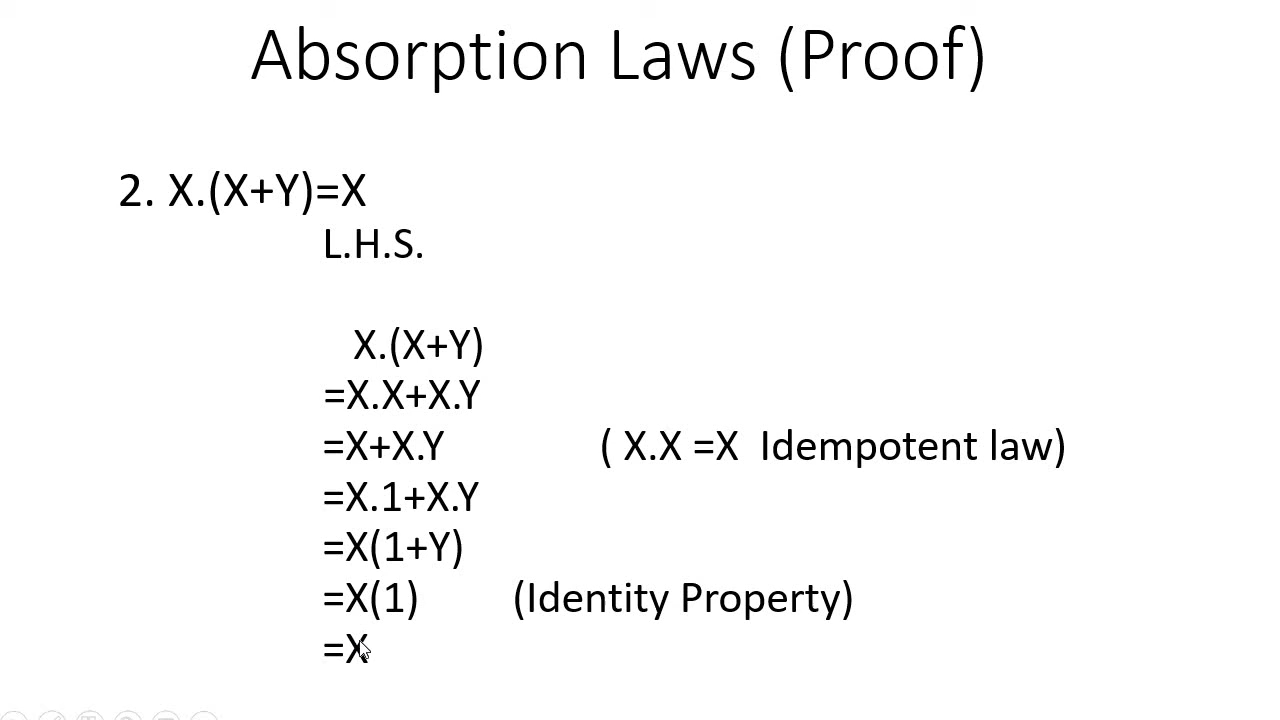 Absorption Laws (Proof)
2. X.(X+Y)=X
L.H.S.
X.(X+Y)
=X.X+X.Y
=X+X.Y ( X.X =X Idempotent law)
=X.1+X.Y
=X(1+Y)
=X(1) (Identity Property)
=X